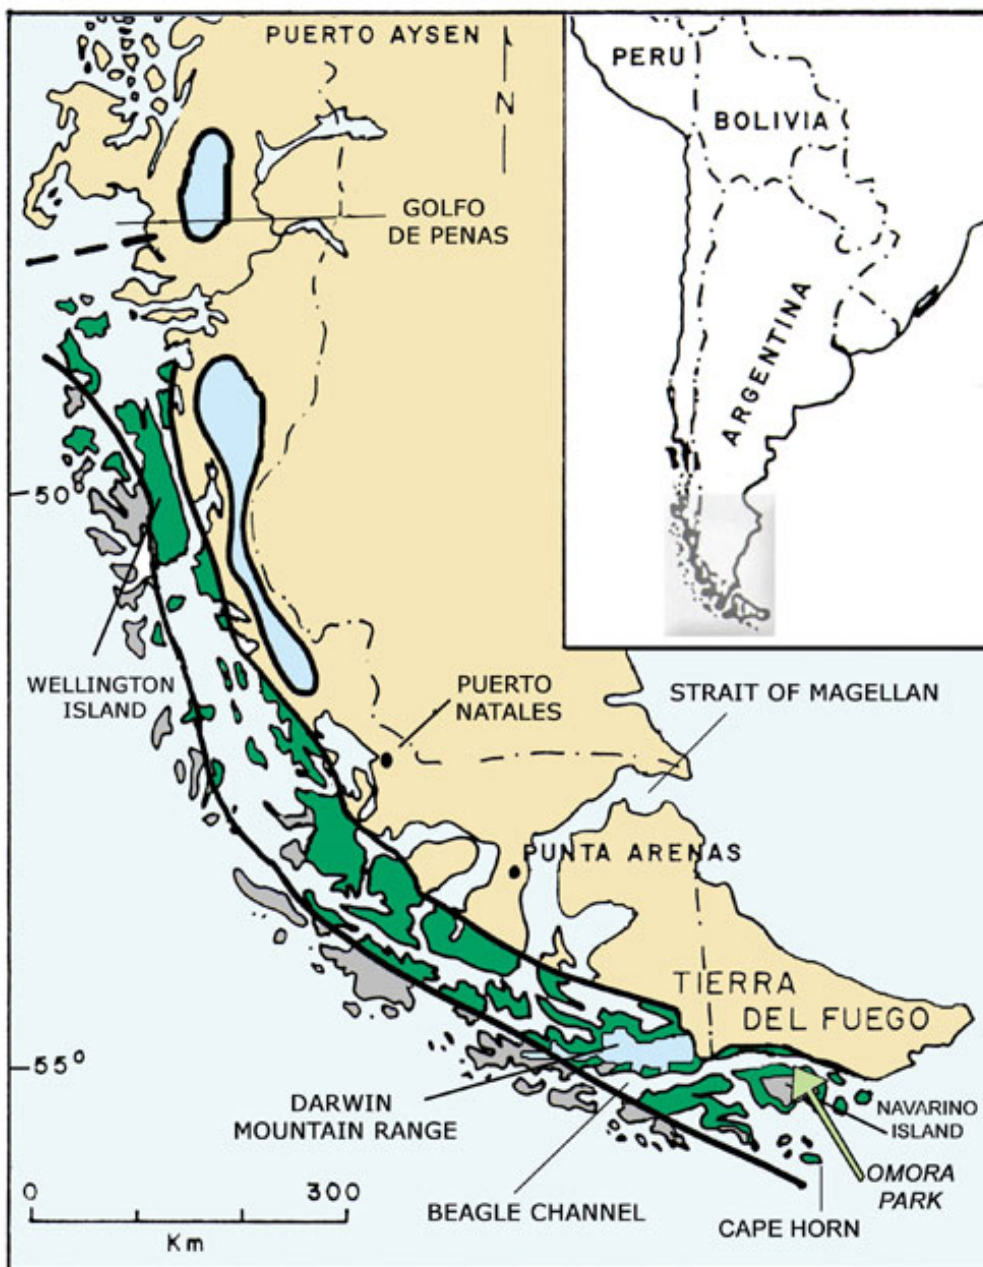 PUERTO AYSEN
N
PERU
BOLIVIA
ARGENTINA
GOLFO
DE PENAS
50
WELLINGTON
ISLAND
PUERTO
NATALES
STRAIT OF MAGELLAN
PUNTA ARENAS
TIERRA
DEL FUEGO
55°
DARWIN
MOUNTAIN RANGE
NAVARINO
ISLAND
OMORA
PARK
BEAGLE CHANNEL
CAPE HORN
0 300
Km